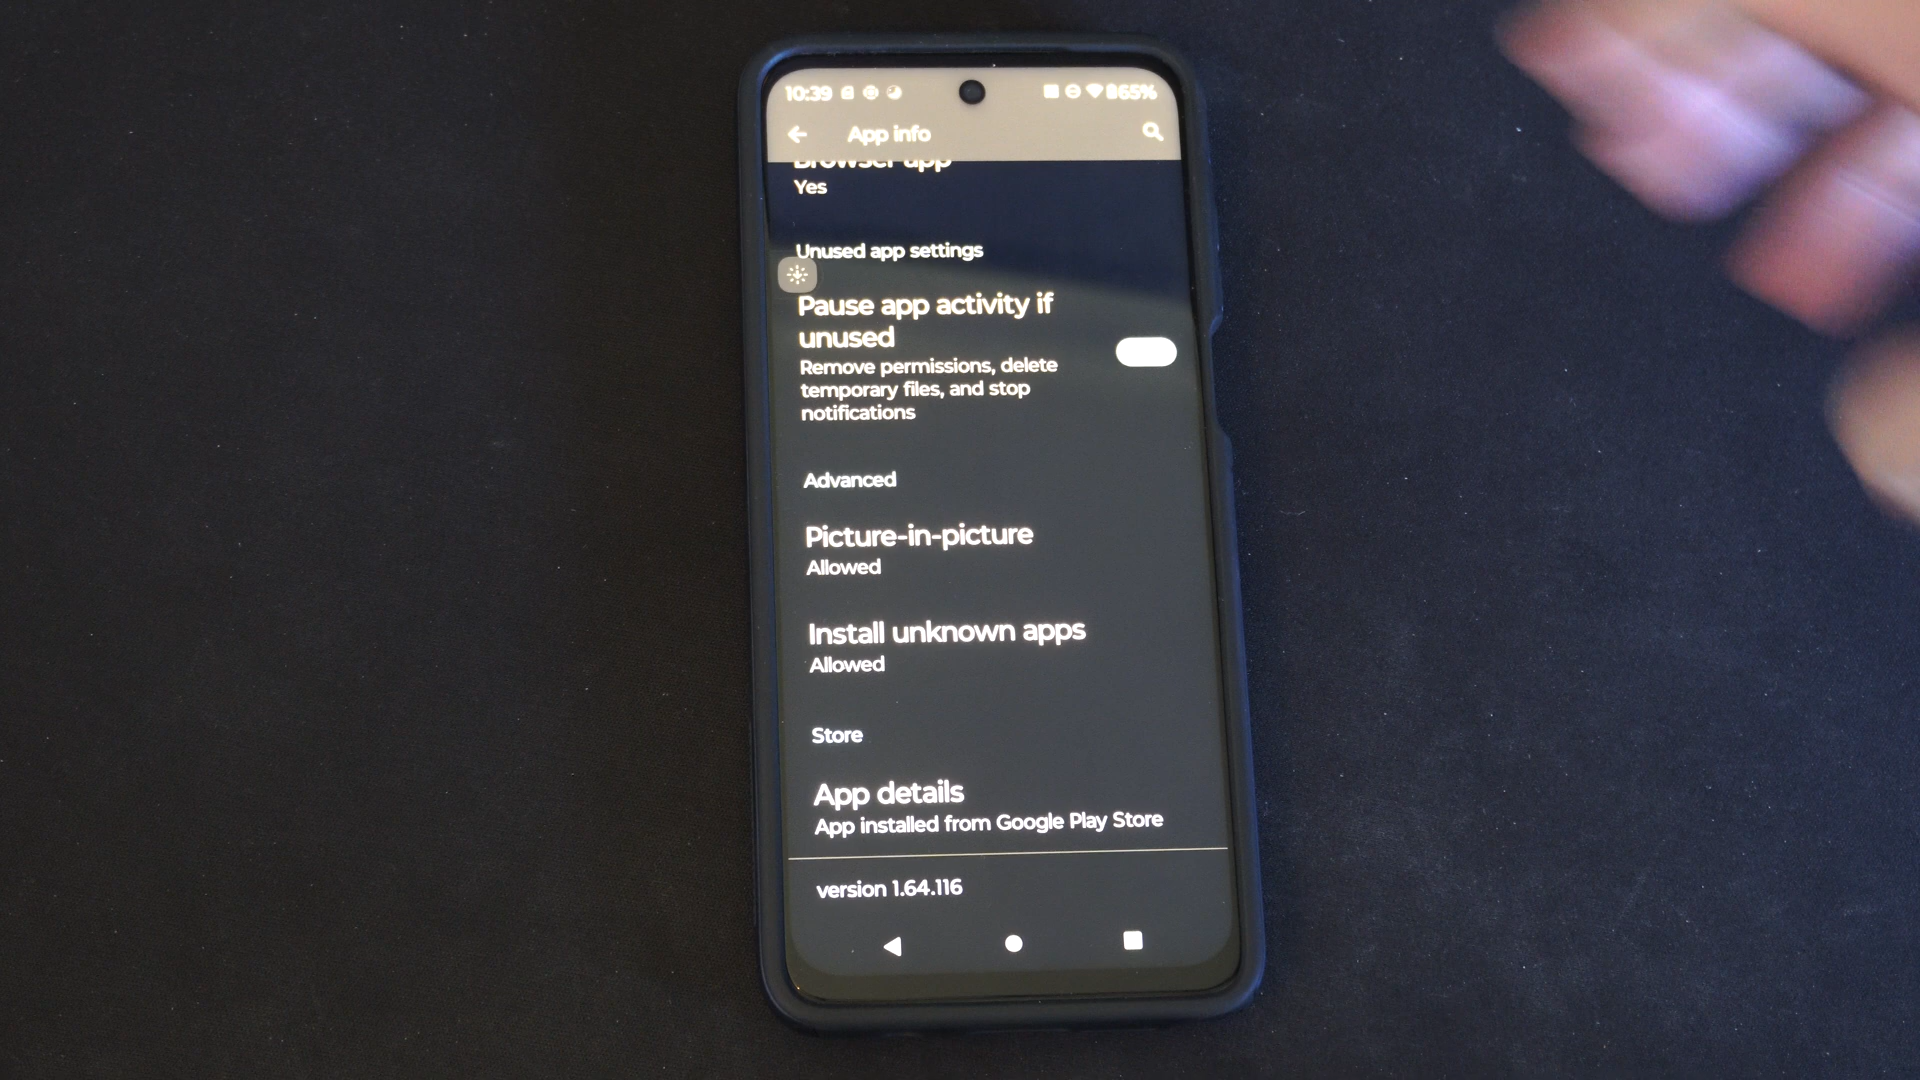 10:39
65%
App info
Browser app
Yes
Unused app settings
Pause app activity if
unused
Remove permissions, delete
temporary files, and stop
notifications
Advanced
Picture-in-picture
Allowed
Install unknown apps
Allowed
Store
App details
App installed from Google Play Store
version 1.64.116